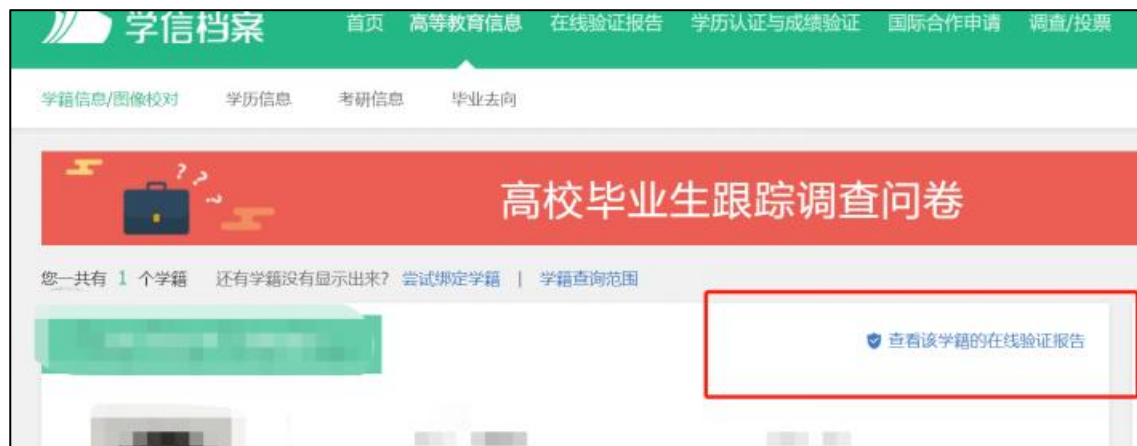 学信档案 首页 高等教育信息 在线验证报告 学历认证与成绩验证 国际合作申请 调查/投票
学籍信息/图像校对 学历信息 考研信息 毕业去向
? ? ?
高校毕业生跟踪调查问卷
您一共有 1 个学籍 还有学籍没有显示出来? 尝试绑定学籍 | 学籍查询范围
查看该学籍的在线验证报告